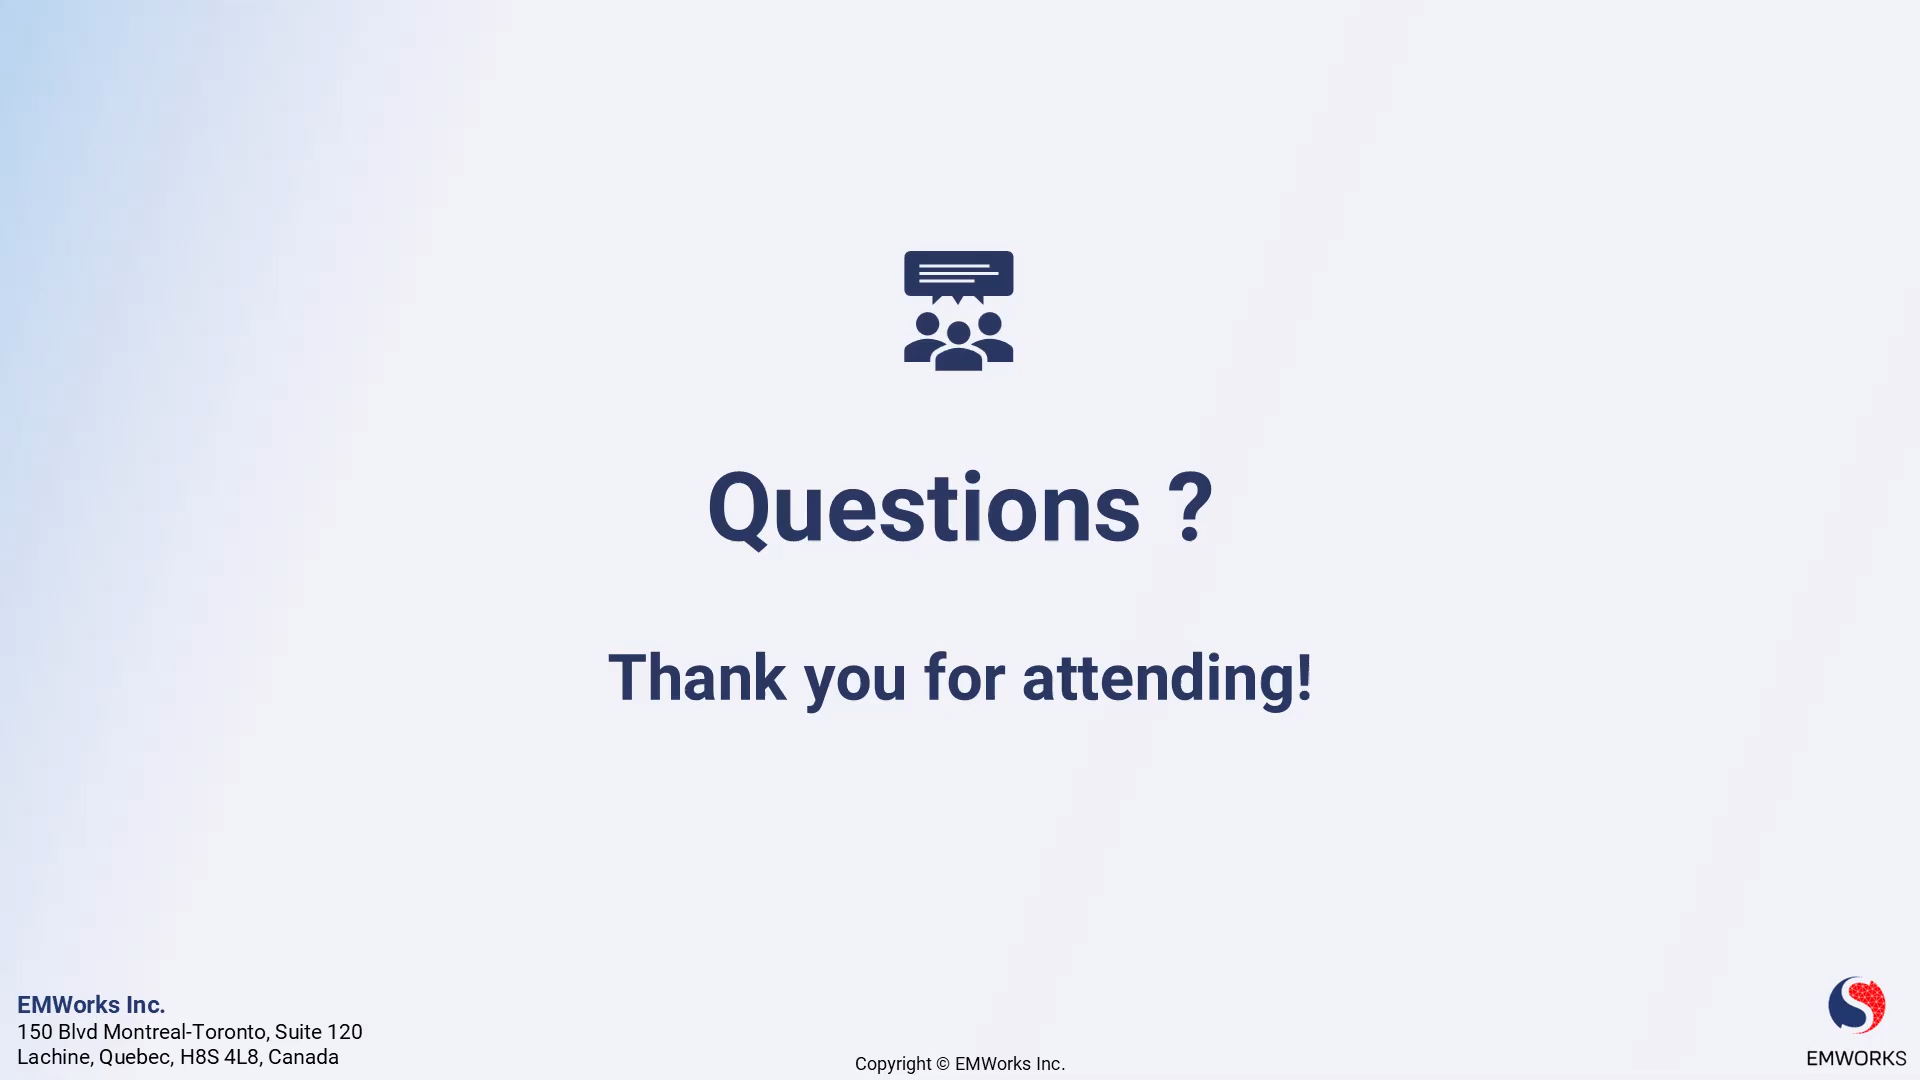 Questions ?
Thank you for attending!
EMWorks Inc.
150 Blvd Montreal-Toronto, Suite 120
Lachine, Quebec, H8S 4L8, Canada
Copyright © EMWorks Inc.
EMWORKS